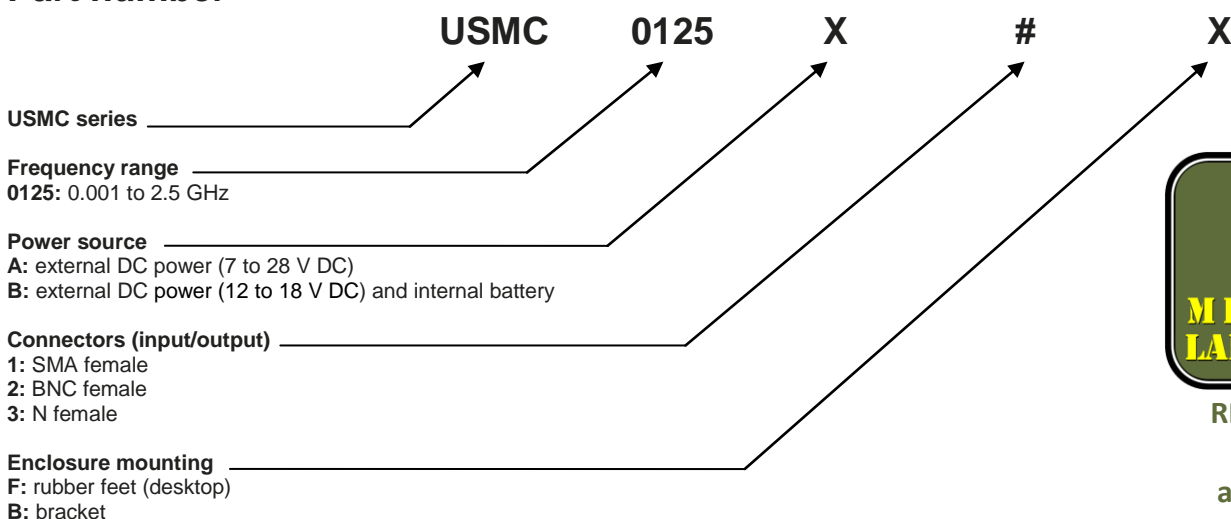 USMC 0125 X # X
USMC series
Frequency range
0125: 0.001 to 2.5 GHz
Power source
A: external DC power (7 to 28 V DC)
B: external DC power (12 to 18 V DC) and internal battery
Connectors (input/output)
1: SMA female
2: BNC female
3: N female
Enclosure mounting
F: rubber feet (desktop)
B: bracket